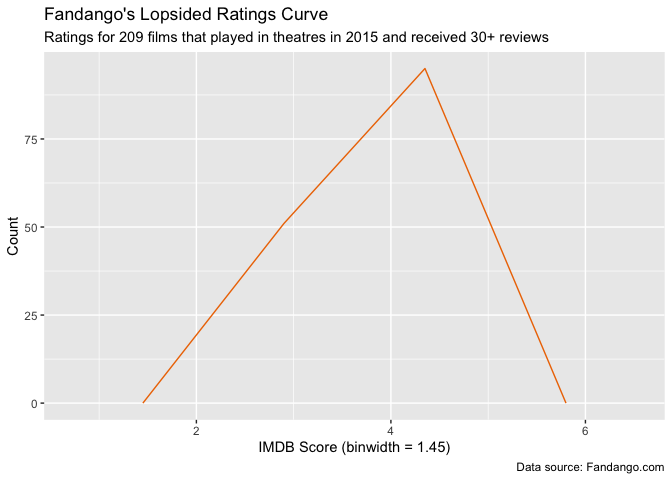 Fandango's Lopsided Ratings Curve
Ratings for 209 films that played in theatres in 2015 and received 30+ reviews
Count
75
50
25
0
2 4 6
IMDB Score (binwidth = 1.45)
Data source: Fandango.com